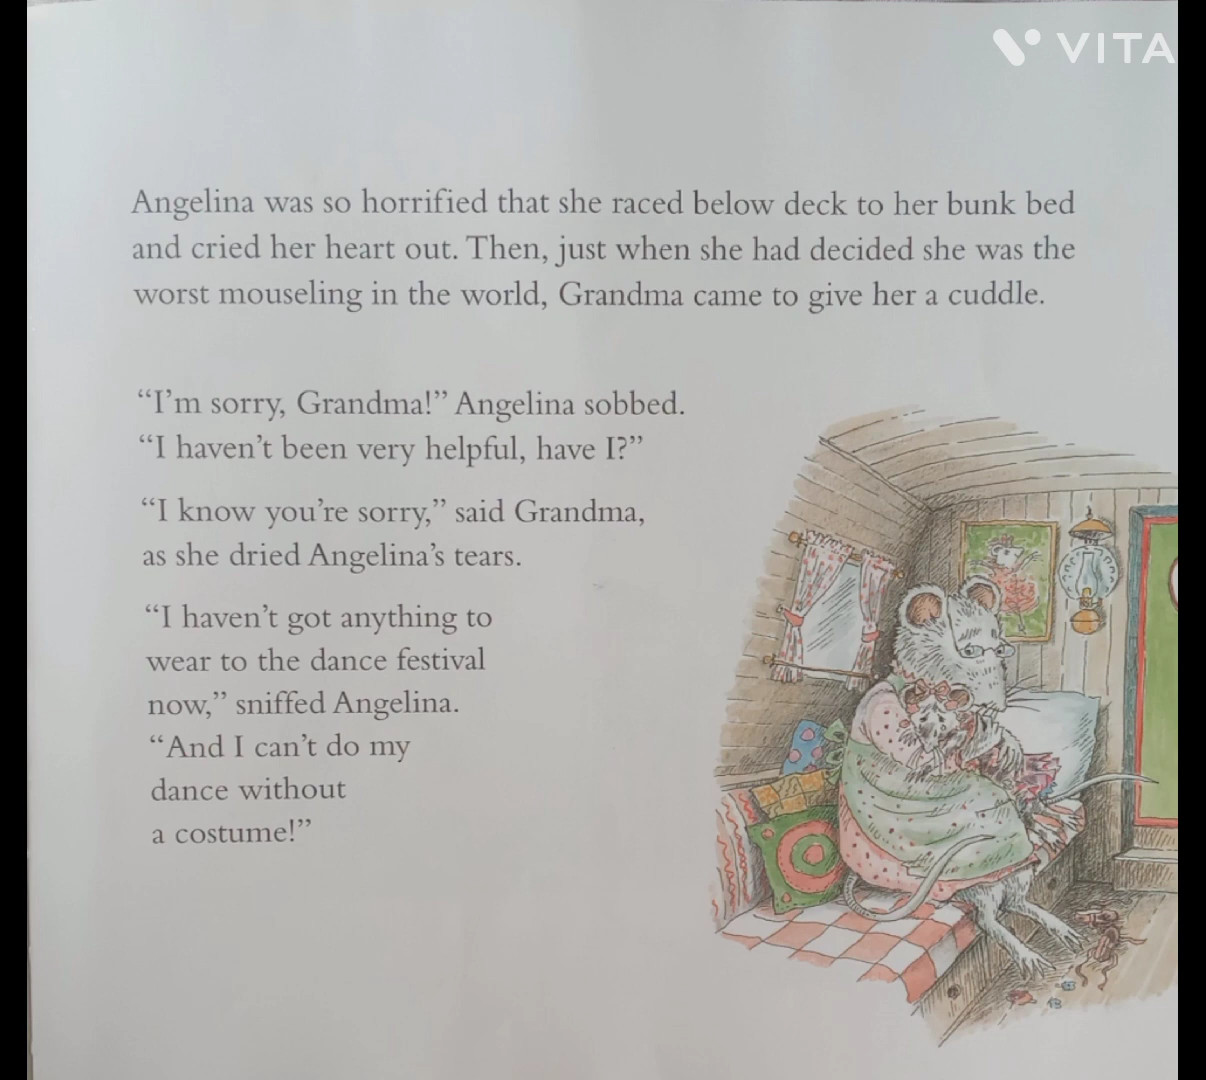 VITA
Angelina was so horrified that she raced below deck to her bunk bed
and cried her heart out. Then, just when she had decided she was the
worst mouseling in the world, Grandma came to give her a cuddle.
“I’m sorry, Grandma!” Angelina sobbed.
“I haven’t been very helpful, have I?”
“I know you’re sorry,” said Grandma,
as she dried Angelina’s tears.
“I haven’t got anything to
wear to the dance festival
now,” sniffed Angelina.
“And I can’t do my
dance without
a costume!”